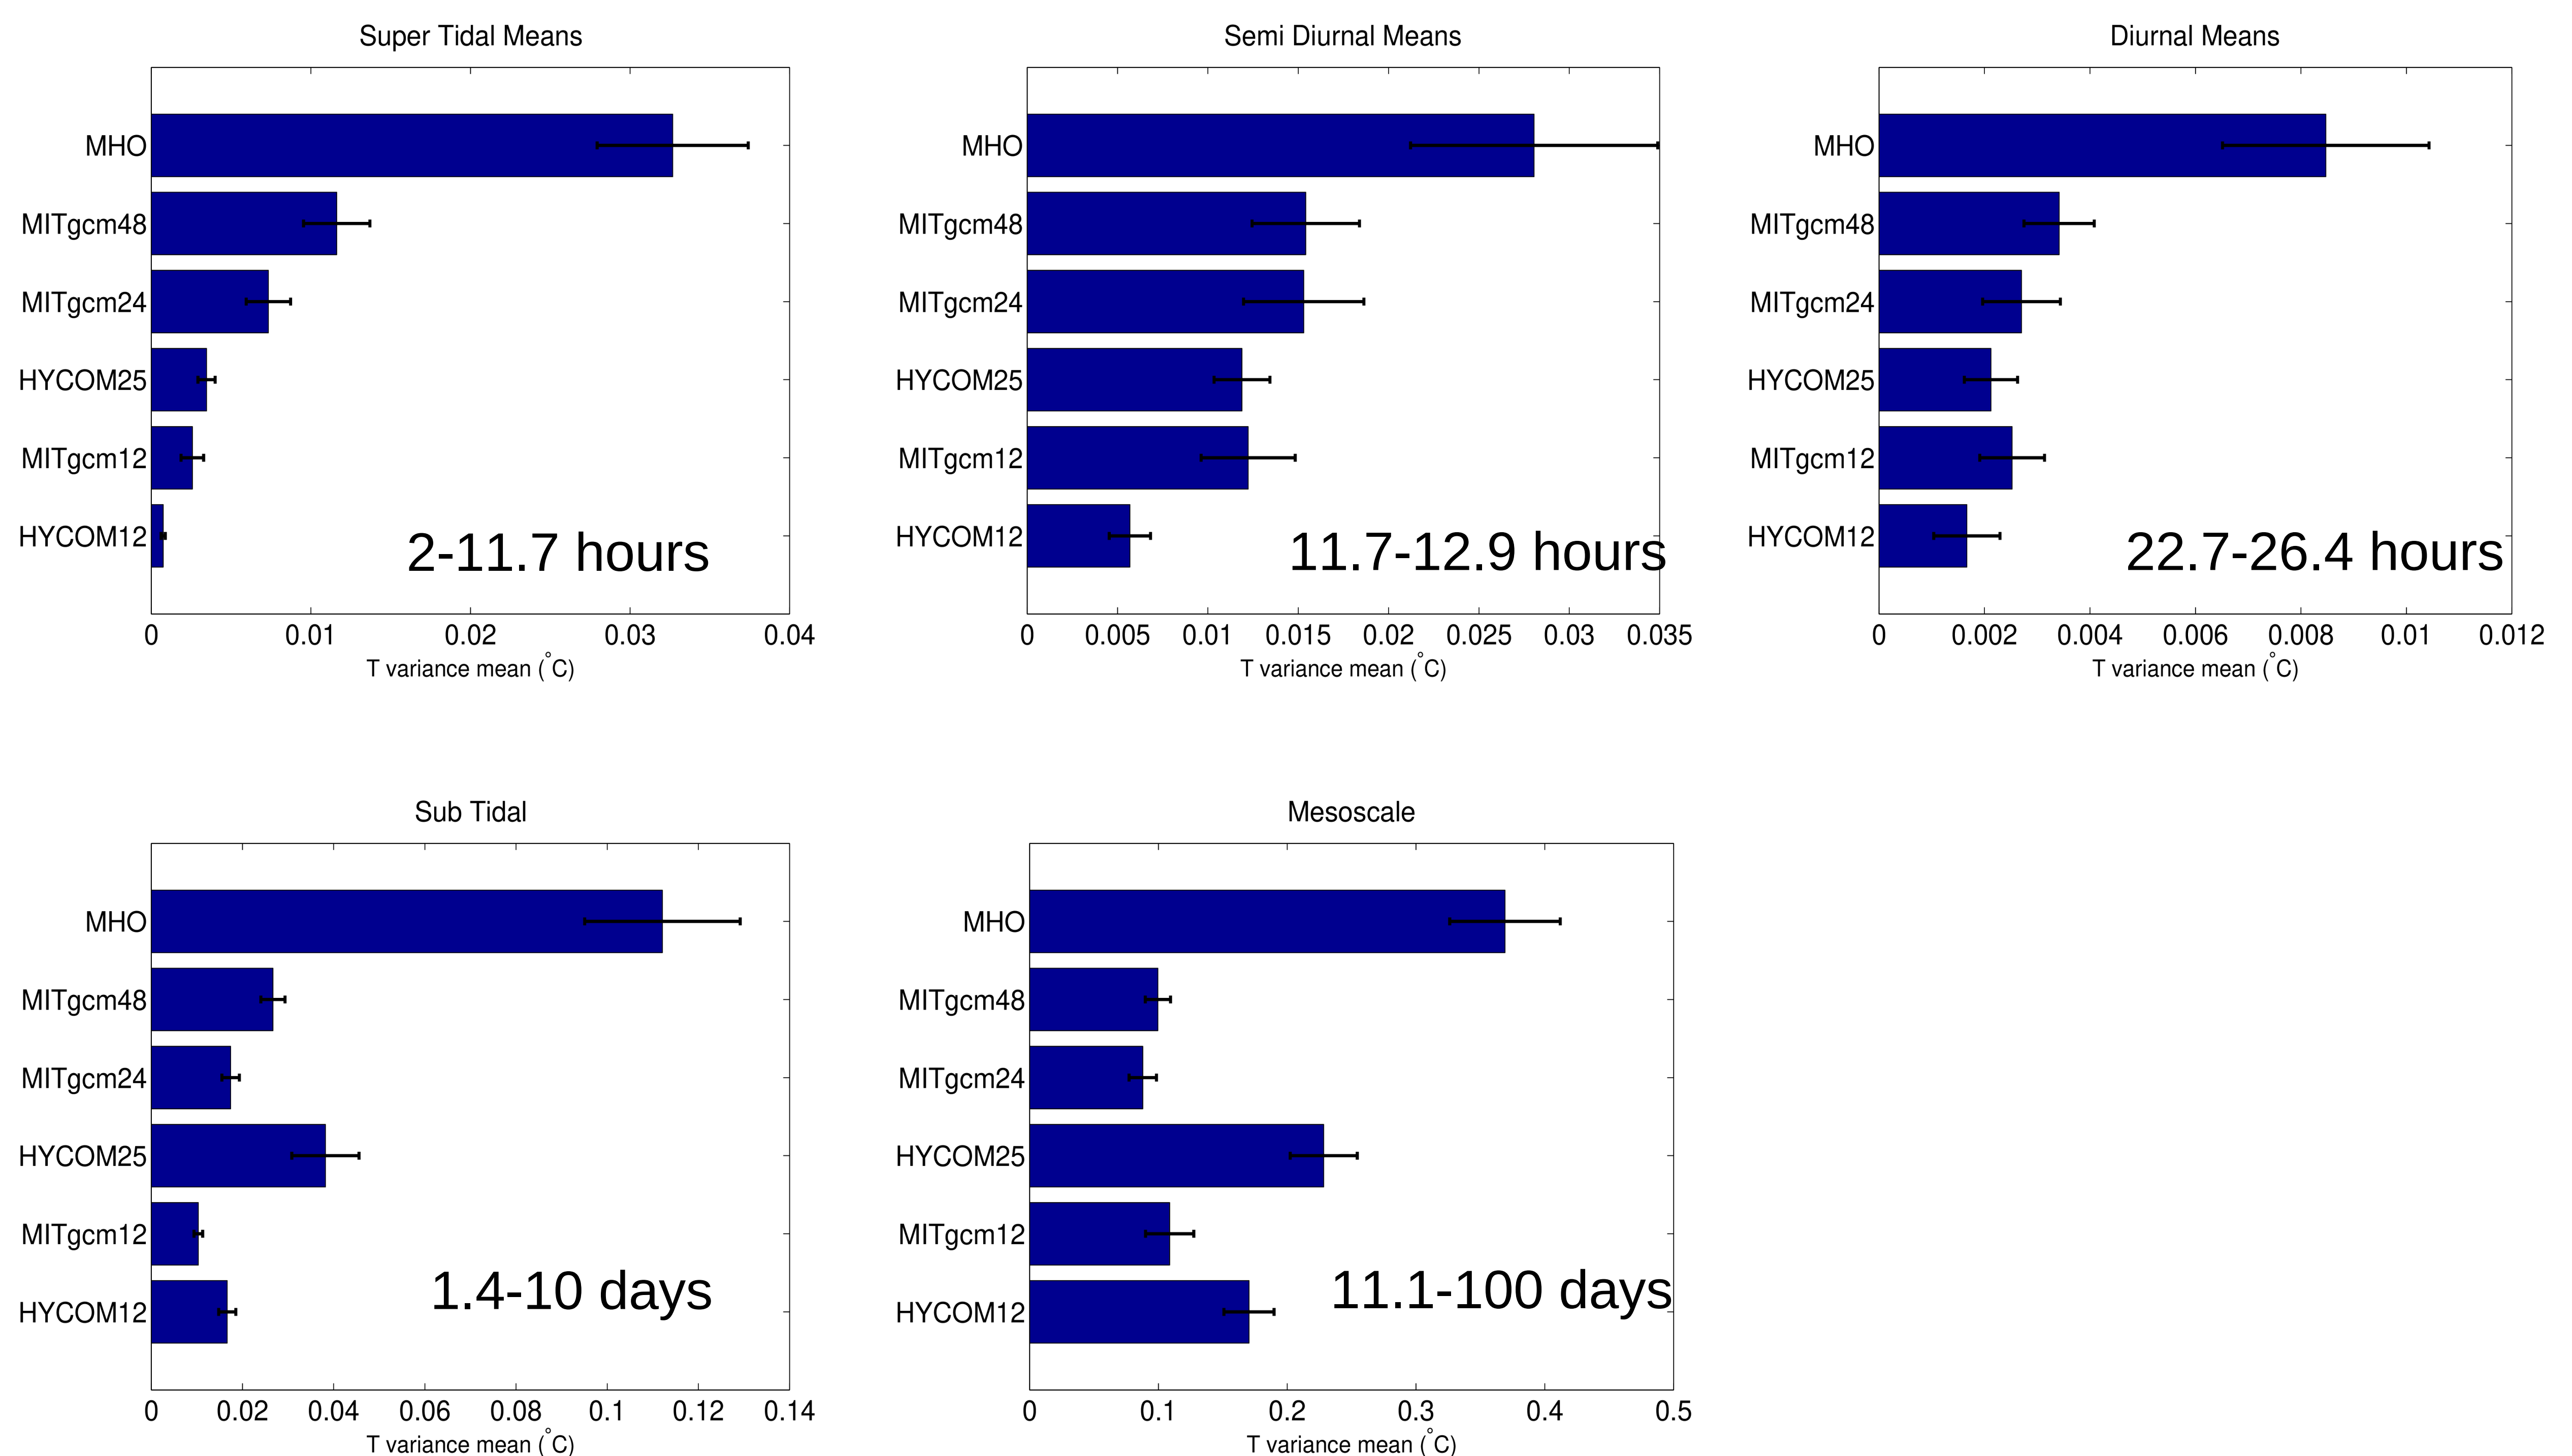 Super Tidal Means
MHO
MITgcm48
MITgcm24
HYCOM25
MITgcm12
HYCOM12
2-11.7 hours
0 0.01 0.02 0.03 0.04
T variance mean (°C)
Semi Diurnal Means
MHO
MITgcm48
MITgcm24
HYCOM25
MITgcm12
HYCOM12
11.7-12.9 hours
0 0.005 0.01 0.015 0.02 0.025 0.03 0.035
T variance mean (°C)
Diurnal Means
MHO
MITgcm48
MITgcm24
HYCOM25
MITgcm12
HYCOM12
22.7-26.4 hours
0 0.002 0.004 0.006 0.008 0.01 0.012
T variance mean (°C)
Sub Tidal
MHO
MITgcm48
MITgcm24
HYCOM25
MITgcm12
HYCOM12
1.4-10 days
0 0.02 0.04 0.06 0.08 0.1 0.12 0.14
T variance mean (°C)
Mesoscale
MHO
MITgcm48
MITgcm24
HYCOM25
MITgcm12
HYCOM12
11.1-100 days
0 0.1 0.2 0.3 0.4 0.5
T variance mean (°C)